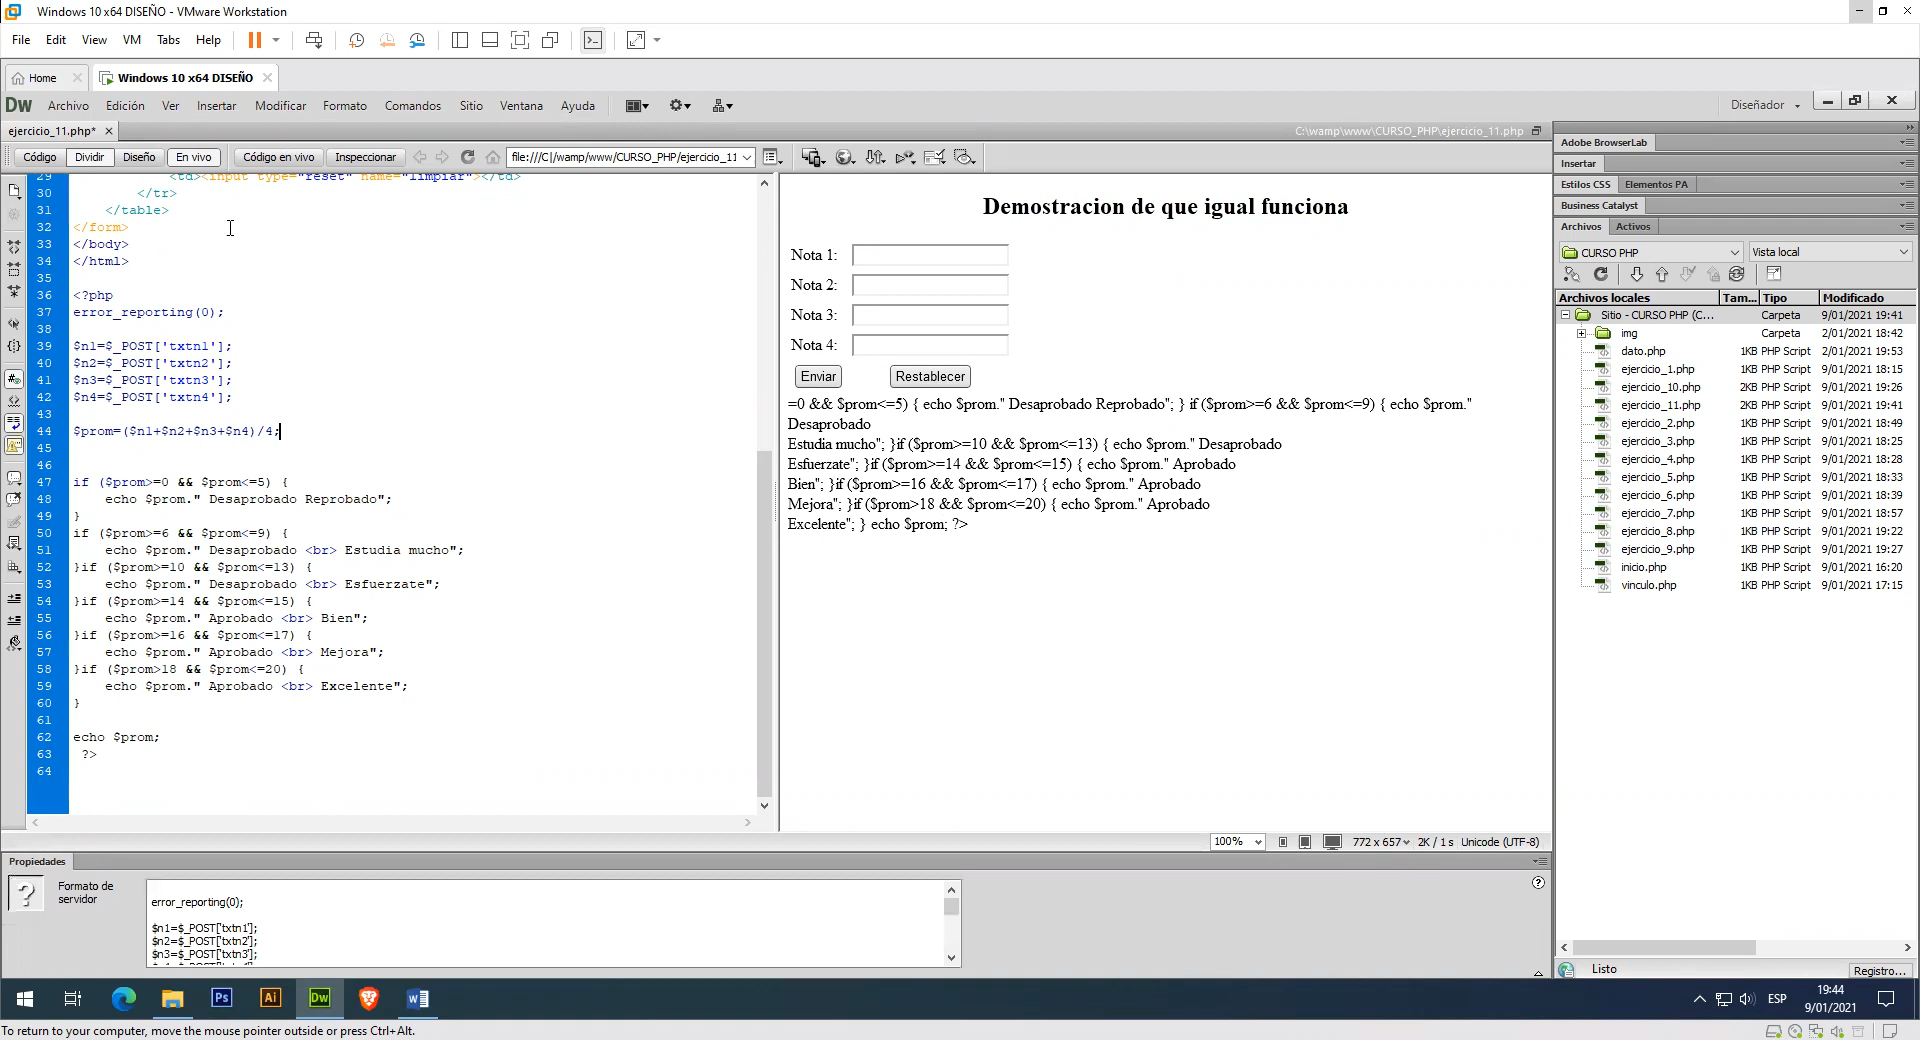 Windows 10 x64 DISEÑO - VMware Workstation
File Edit View VM Tabs Help
Home
Windows 10 x64 DISEÑO
Dw Archivo Edición Ver Insertar Modificar Formato Comandos Sitio Ventana Ayuda
Diseñador
ejercicio_11.php*
C:\wamp\www\CURSO_PHP\ejercicio_11.php
Código Dividir Diseño En vivo Código en vivo Inspeccionar
file:///C|/wamp/www/CURSO_PHP/ejercicio_11
29 <td><input type="reset" name="limpiar"></td>
30 </tr>
31 </table>
32 </form>
33 </body>
34 </html>
35
36 <?php
37 error_reporting(0);
38
39 $n1=$_POST['txtn1'];
40 $n2=$_POST['txtn2'];
41 $n3=$_POST['txtn3'];
42 $n4=$_POST['txtn4'];
43
44 $prom=($n1+$n2+$n3+$n4)/4;
45
46
47 if ($prom>=0 && $prom<=5) {
48 echo $prom." Desaprobado Reprobado";
49 }
50 if ($prom>=6 && $prom<=9) {
51 echo $prom." Desaprobado <br> Estudia mucho";
52 }if ($prom>=10 && $prom<=13) {
53 echo $prom." Desaprobado <br> Esfuerzate";
54 }if ($prom>=14 && $prom<=15) {
55 echo $prom." Aprobado <br> Bien";
56 }if ($prom>=16 && $prom<=17) {
57 echo $prom." Aprobado <br> Mejora";
58 }if ($prom>18 && $prom<=20) {
59 echo $prom." Aprobado <br> Excelente";
60 }
61
62 echo $prom;
63 ?>
64
Demostracion de que igual funciona
Nota 1:
Nota 2:
Nota 3:
Nota 4:
Enviar Restablecer
=0 && $prom<=5) { echo $prom." Desaprobado Reprobado"; } if ($prom>=6 && $prom<=9) { echo $prom."
Desaprobado
Estudia mucho"; }if ($prom>=10 && $prom<=13) { echo $prom." Desaprobado
Esfuerzate"; }if ($prom>=14 && $prom<=15) { echo $prom." Aprobado
Bien"; }if ($prom>=16 && $prom<=17) { echo $prom." Aprobado
Mejora"; }if ($prom>18 && $prom<=20) { echo $prom." Aprobado
Excelente"; } echo $prom; ?>
100% 772 x 657 2K / 1 s Unicode (UTF-8)
Adobe BrowserLab
Insertar
Estilos CSS Elementos PA
Business Catalyst
Archivos Activos
CURSO PHP Vista local
Archivos locales Tam... Tipo Modificado
Sitio - CURSO PHP (C... Carpeta 9/01/2021 19:41
img Carpeta 2/01/2021 18:42
dato.php 1KB PHP Script 2/01/2021 19:53
ejercicio_1.php 1KB PHP Script 9/01/2021 18:15
ejercicio_10.php 2KB PHP Script 9/01/2021 19:26
ejercicio_11.php 2KB PHP Script 9/01/2021 19:41
ejercicio_2.php 1KB PHP Script 9/01/2021 18:49
ejercicio_3.php 1KB PHP Script 9/01/2021 18:25
ejercicio_4.php 1KB PHP Script 9/01/2021 18:28
ejercicio_5.php 1KB PHP Script 9/01/2021 18:33
ejercicio_6.php 1KB PHP Script 9/01/2021 18:39
ejercicio_7.php 1KB PHP Script 9/01/2021 18:57
ejercicio_8.php 1KB PHP Script 9/01/2021 19:22
ejercicio_9.php 1KB PHP Script 9/01/2021 19:27
inicio.php 1KB PHP Script 9/01/2021 16:20
vinculo.php 1KB PHP Script 9/01/2021 17:15
Listo Registro...
Propiedades
Formato de
servidor
error_reporting(0);
$n1=$_POST['txtn1'];
$n2=$_POST['txtn2'];
$n3=$_POST['txtn3'];
Ps Ai Dw
ESP
19:44
9/01/2021
To return to your computer, move the mouse pointer outside or press Ctrl+Alt.